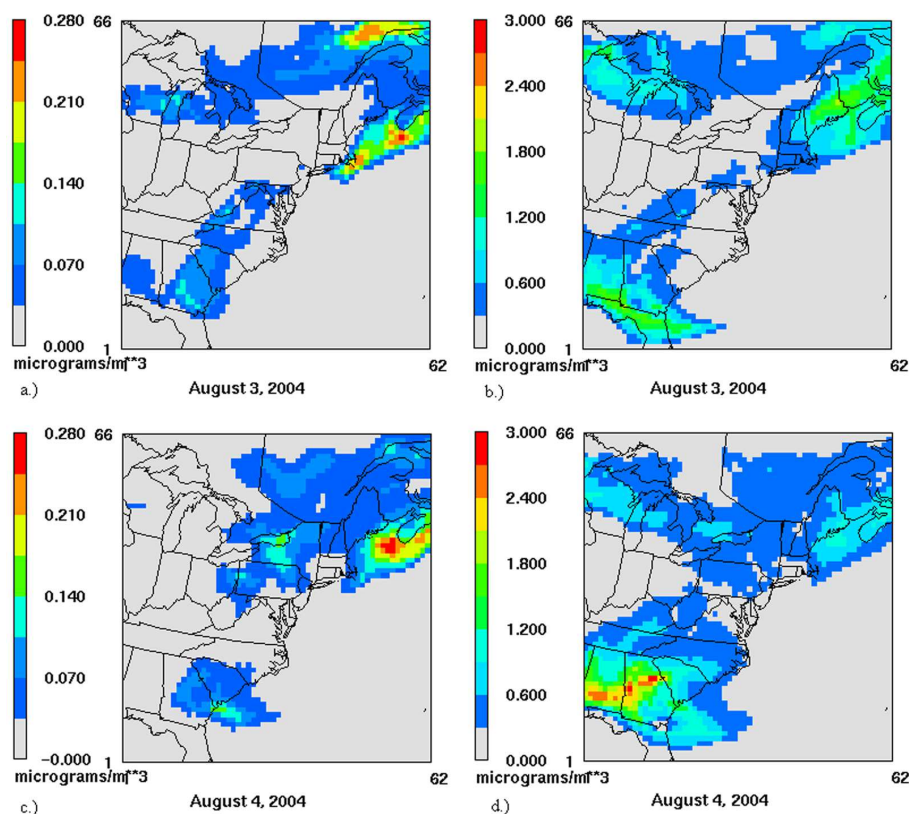 0.280
0.210
0.140
0.070
0.000
66
1
62
micrograms/m**3
August 3, 2004
a.)
3.000
2.400
1.800
1.200
0.600
0.000
66
1
62
micrograms/m**3
August 3, 2004
b.)
0.280
0.210
0.140
0.070
−0.000
66
1
62
micrograms/m**3
August 4, 2004
c.)
3.000
2.400
1.800
1.200
0.600
0.000
66
1
62
micrograms/m**3
August 4, 2004
d.)